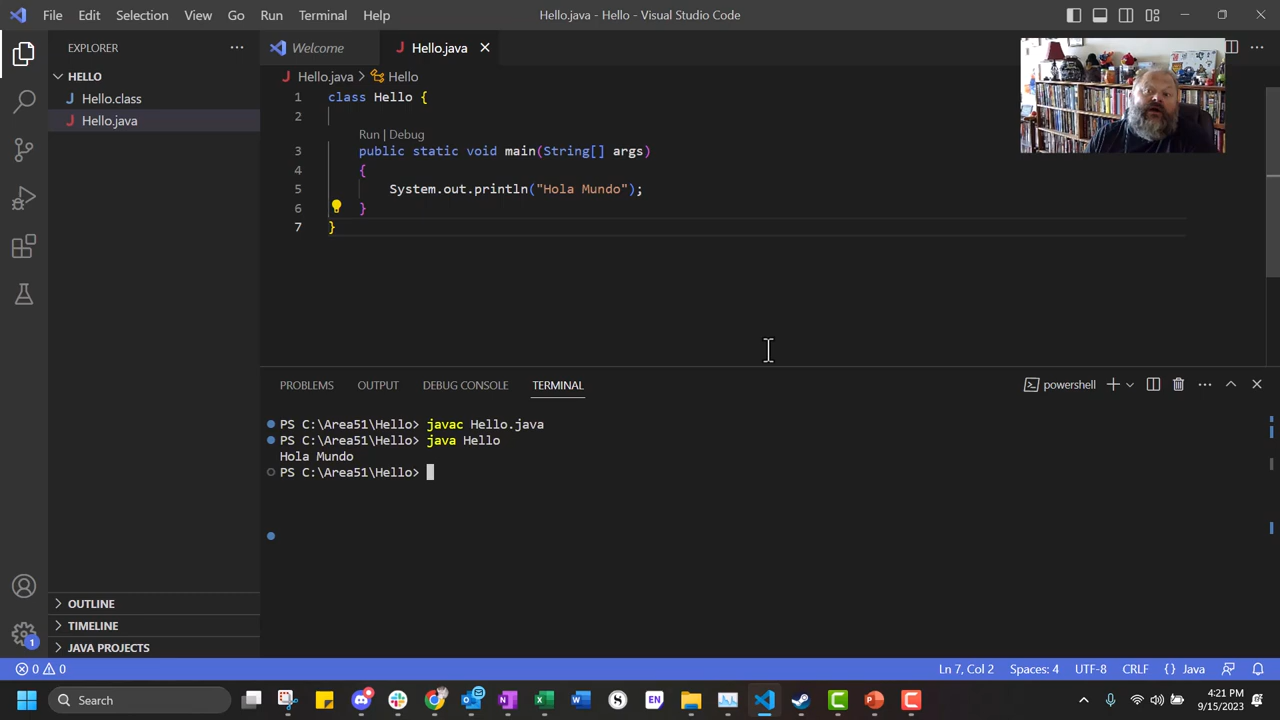 File Edit Selection View Go Run Terminal Help
Hello.java - Hello - Visual Studio Code
EXPLORER
Welcome
Hello.java
HELLO
Hello.class
Hello.java
Hello.java > Hello
1 class Hello {
2
Run | Debug
3 public static void main(String[] args)
4 {
5 System.out.println("Hola Mundo");
6 }
7 }
PROBLEMS OUTPUT DEBUG CONSOLE TERMINAL
powershell
PS C:\Area51\Hello> javac Hello.java
PS C:\Area51\Hello> java Hello
Hola Mundo
PS C:\Area51\Hello>
OUTLINE
TIMELINE
JAVA PROJECTS
1
0 0
Ln 7, Col 2 Spaces: 4 UTF-8 CRLF {} Java
Search
EN
4:21 PM
9/15/2023